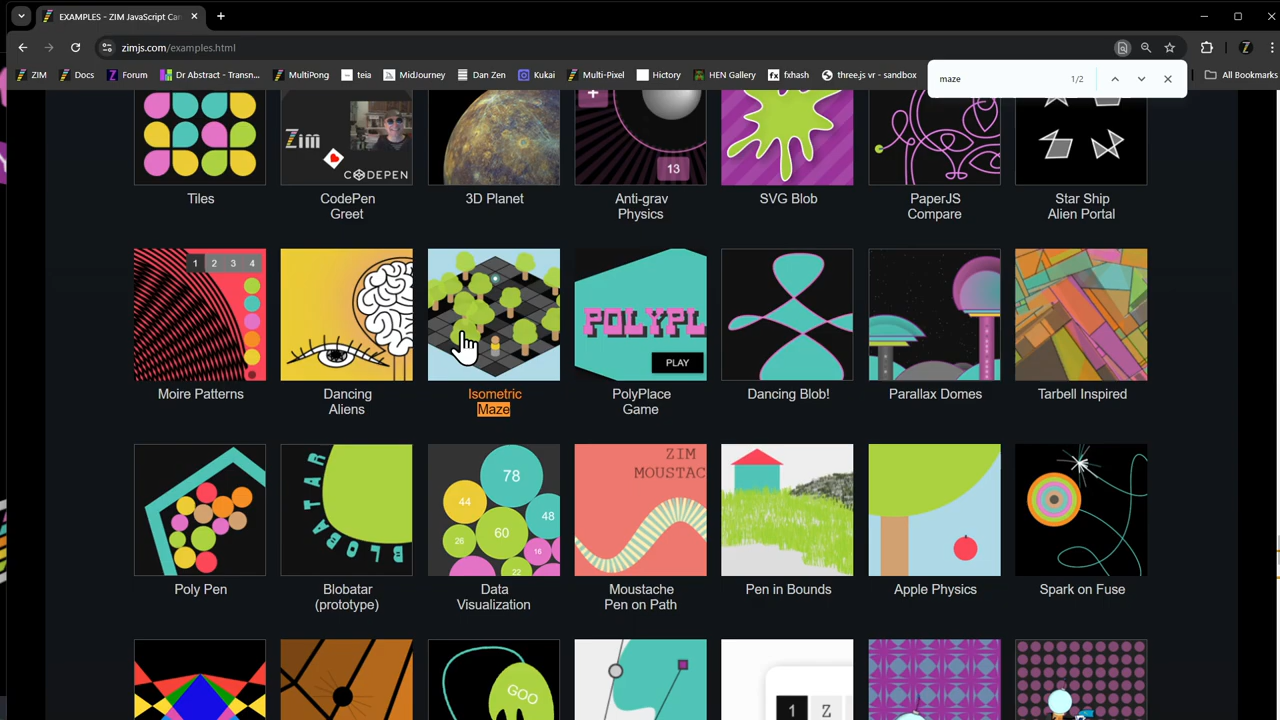 EXAMPLES - ZIM JavaScript Ca
zimjs.com/examples.html
ZIM
Docs
Forum
Dr Abstract - Transn...
MultiPong
teia
MidJourney
Dan Zen
Kukai
Multi-Pixel
Hictory
HEN Gallery
fx fxhash
three.js vr - sandbox
All Bookmarks
maze
1/2
Zim
CODEPEN
13
Tiles
CodePen
Greet
3D Planet
Anti-grav
Physics
SVG Blob
PaperJS
Compare
Star Ship
Alien Portal
1 2 3 4
POLYPL
PLAY
Moire Patterns
Dancing
Aliens
Isometric
Maze
PolyPlace
Game
Dancing Blob!
Parallax Domes
Tarbell Inspired
BLOBATAR
78
44
48
60
26
16
22
ZIM
MOUSTAC
Poly Pen
Blobatar
(prototype)
Data
Visualization
Moustache
Pen on Path
Pen in Bounds
Apple Physics
Spark on Fuse
GOO
1 Z